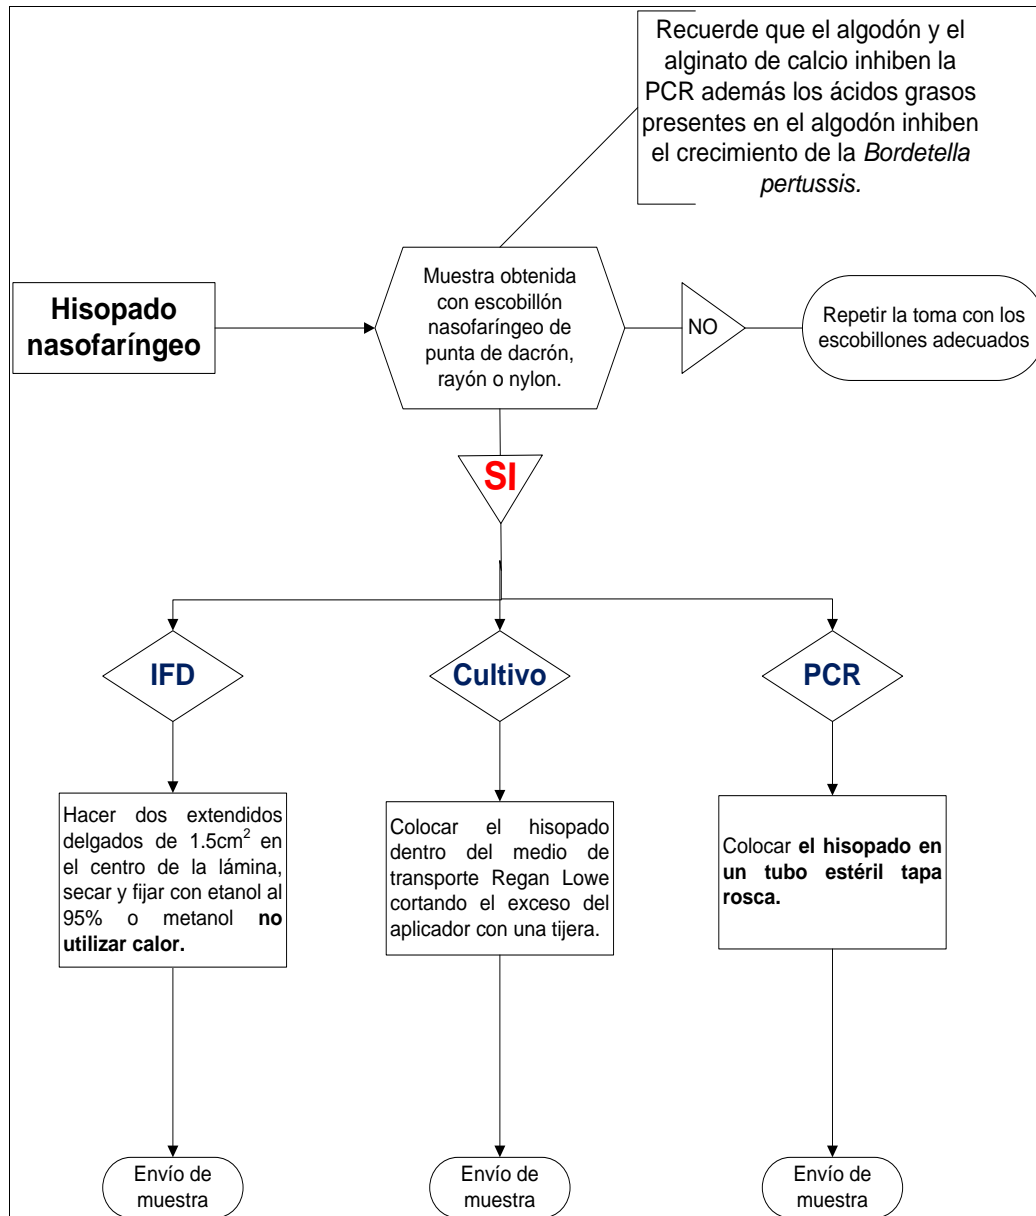 Recuerde que el algodón y el
alginato de calcio inhiben la
PCR además los ácidos grasos
presentes en el algodón inhiben
el crecimiento de la Bordetella
pertussis.
Hisopado
nasofaríngeo
Muestra obtenida
con escobillón
nasofaríngeo de
punta de dacrón,
rayón o nylon.
NO
Repetir la toma con los
escobillones adecuados
SI
IFD
Cultivo
PCR
Hacer dos extendidos
delgados de 1.5cm² en
el centro de la lámina,
secar y fijar con etanol al
95% o metanol no
utilizar calor.
Colocar el hisopado
dentro del medio de
transporte Regan Lowe
cortando el exceso del
aplicador con una tijera.
Colocar el hisopado en
un tubo estéril tapa
rosca.
Envío de
muestra
Envío de
muestra
Envío de
muestra